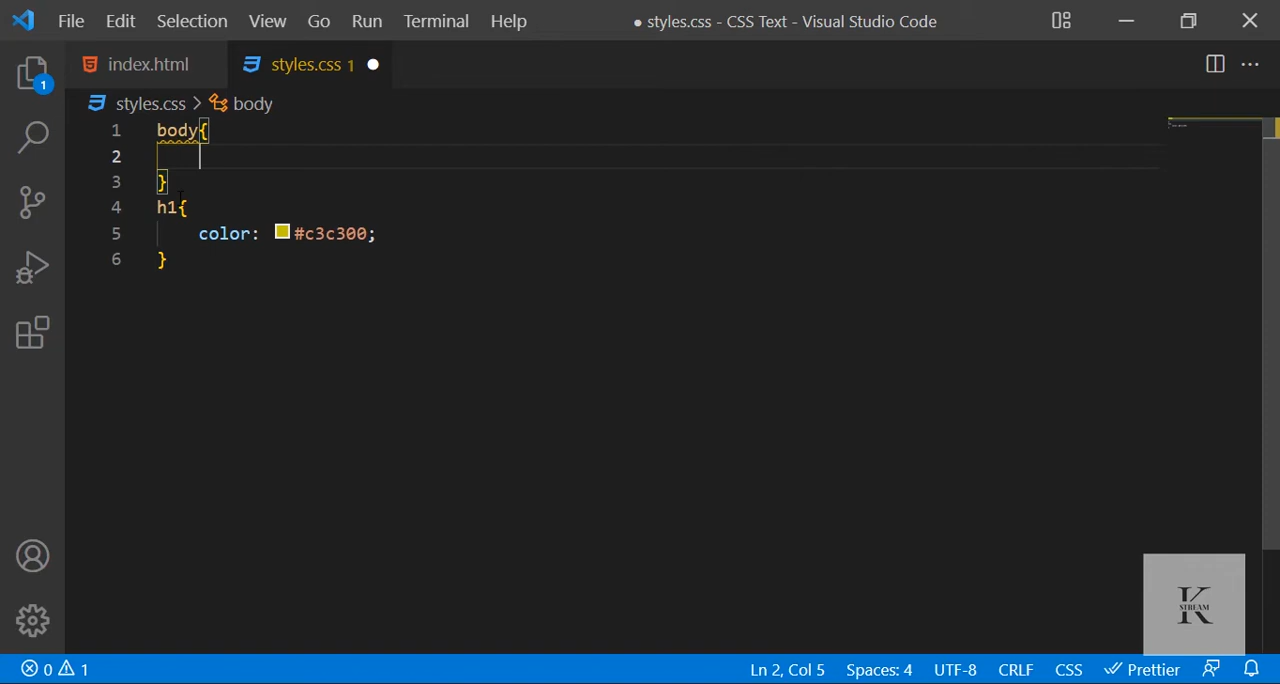 File Edit Selection View Go Run Terminal Help ● styles.css - CSS Text - Visual Studio Code
index.html styles.css 1 ●
styles.css > body
1 body{
2
3 }
4 h1{
5 color: #c3c300;
6 }
1
K
STREAM
0 1 Ln 2, Col 5 Spaces: 4 UTF-8 CRLF CSS Prettier